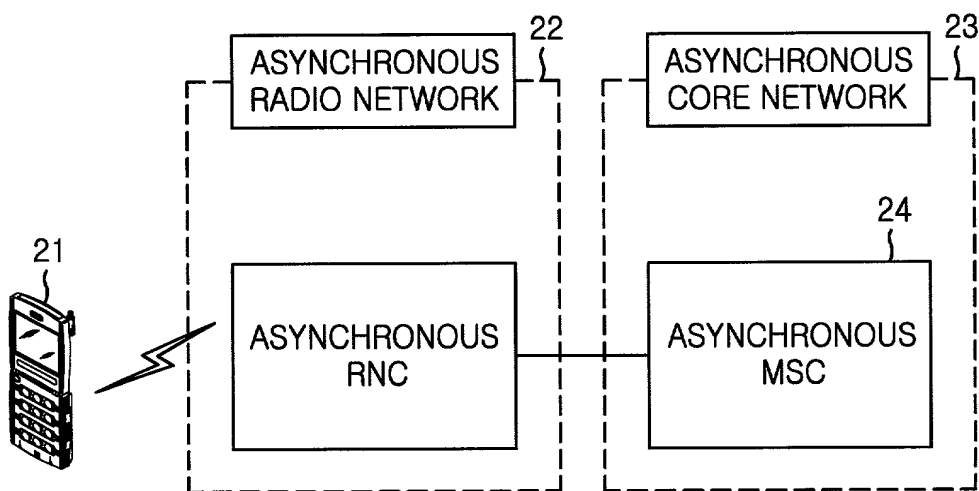 22
23
ASYNCHRONOUS
RADIO NETWORK
ASYNCHRONOUS
CORE NETWORK
21
24
ASYNCHRONOUS
RNC
ASYNCHRONOUS
MSC